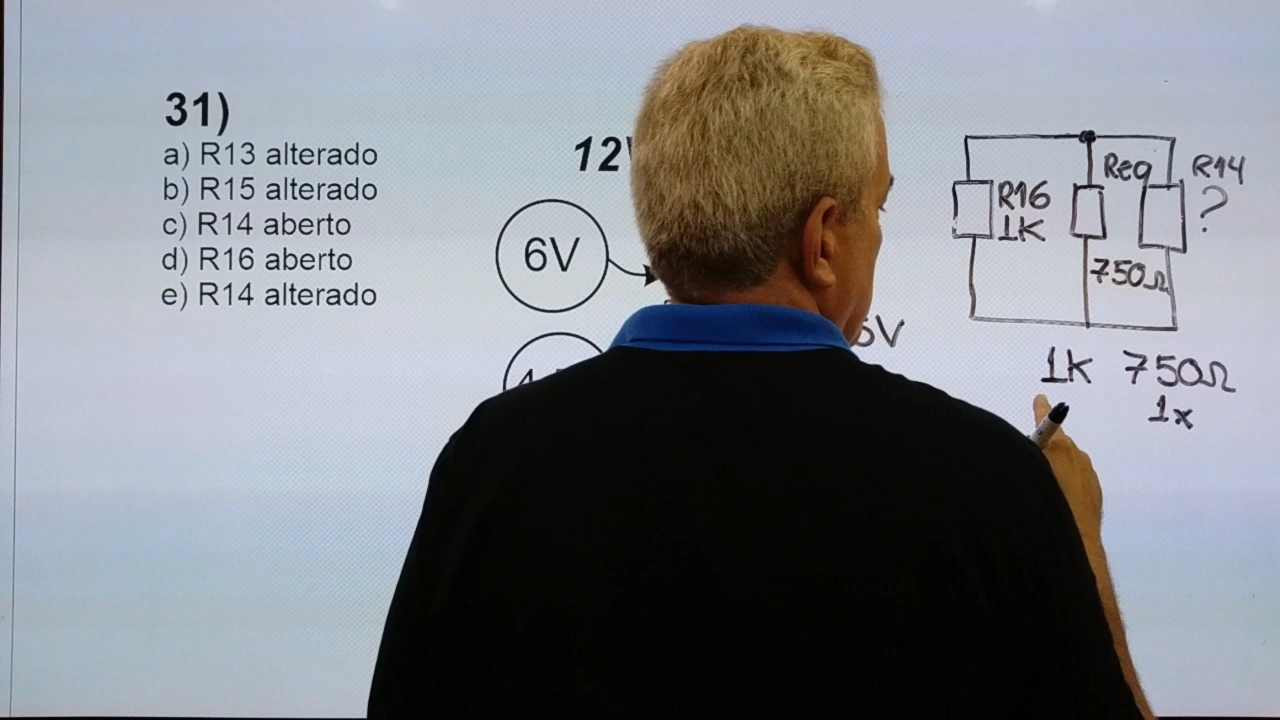 31)
a) R13 alterado
b) R15 alterado
c) R14 aberto
d) R16 aberto
e) R14 alterado
12
6V
R16
1K
Req
750Ω
R14
?
1K 750Ω
1x